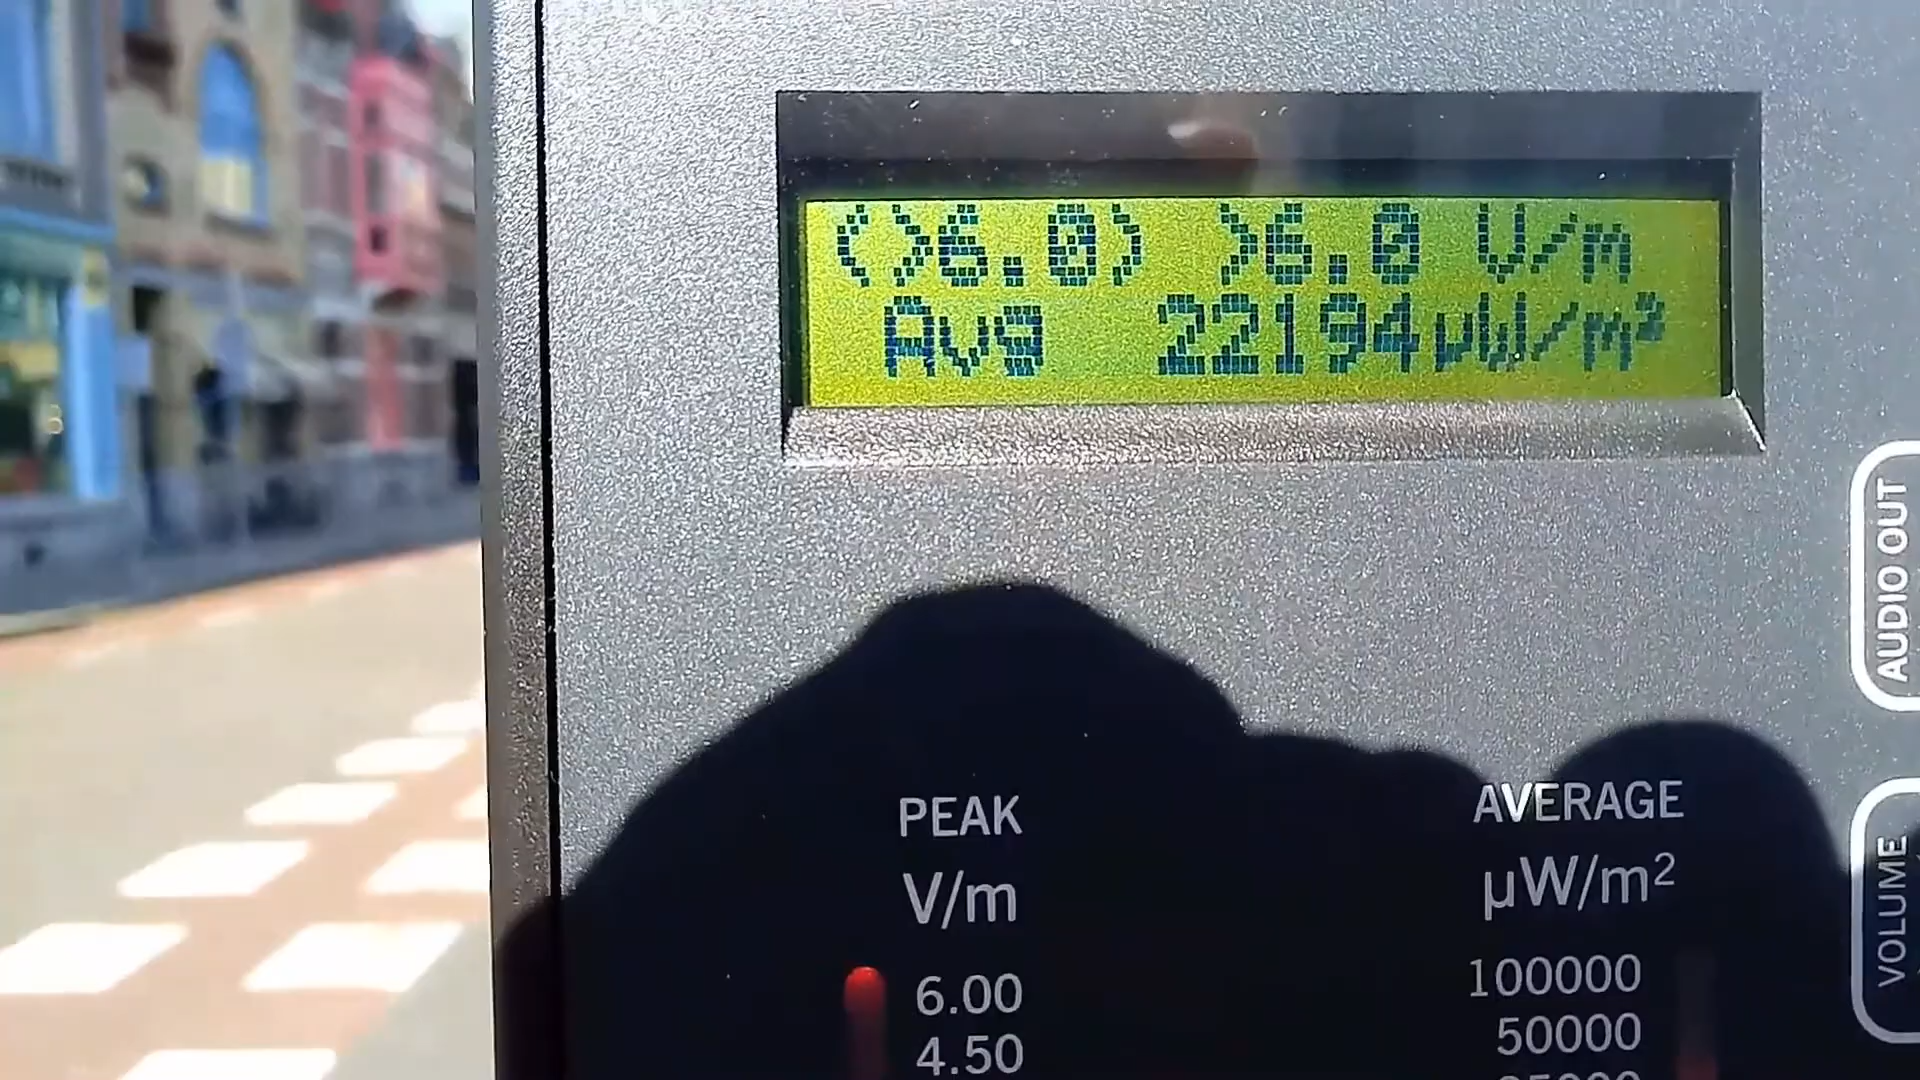 (>6.0) >6.0 V/m
Avg 22194µW/m²
AUDIO OUT
PEAK
V/m
6.00
4.50
AVERAGE
µW/m²
100000
50000
VOLUME